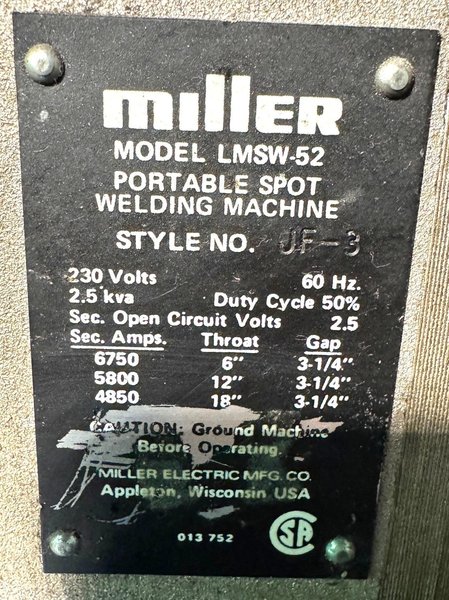 miller
MODEL LMSW-52
PORTABLE SPOT
WELDING MACHINE
STYLE NO. JF-3
230 Volts 60 Hz.
2.5 kva Duty Cycle 50%
Sec. Open Circuit Volts 2.5
Sec. Amps. Throat Gap
6750 6" 3-1/4"
5800 12" 3-1/4"
4850 18" 3-1/4"
CAUTION: Ground Machine
Before Operating.
MILLER ELECTRIC MFG. CO.
Appleton, Wisconsin USA
013 752
SA